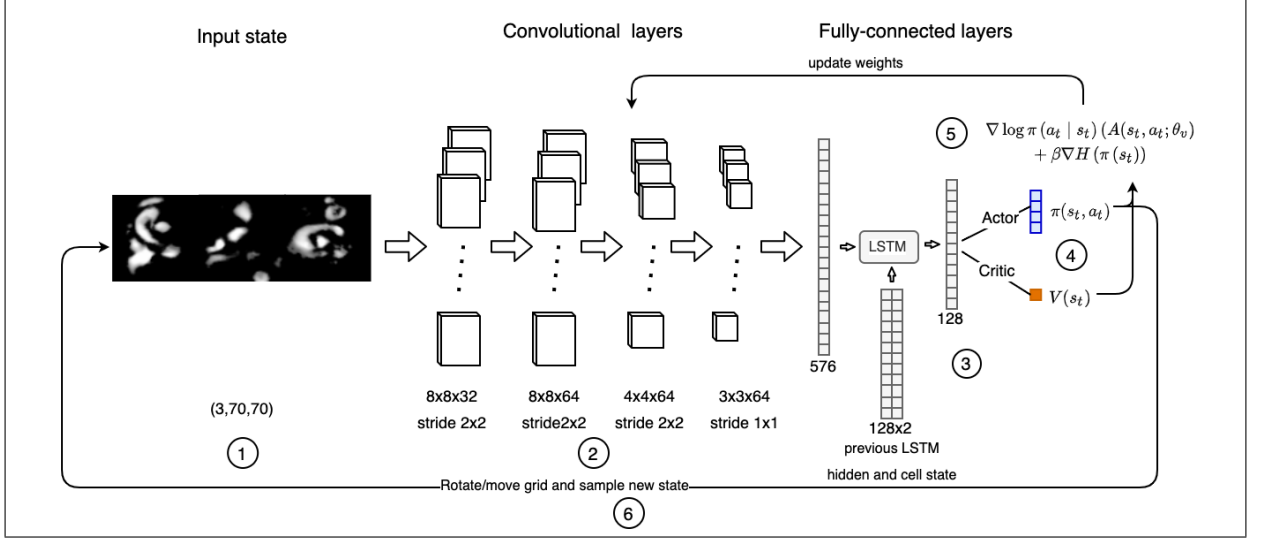 Input state
Convolutional layers
Fully-connected layers
update weights
5
∇ log π (a_t | s_t) (A(s_t, a_t; θ_v)
+ β∇H (π (s_t))
Actor
π(s_t, a_t)
LSTM
4
Critic
V(s_t)
128
576
3
8x8x32
8x8x64
4x4x64
3x3x64
(3,70,70)
stride 2x2
stride2x2
stride 2x2
stride 1x1
128x2
previous LSTM
1
2
hidden and cell state
Rotate/move grid and sample new state
6